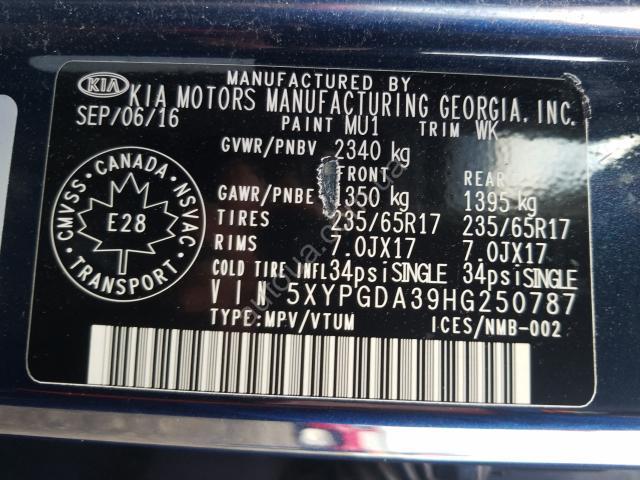 MANUFACTURED BY
KIA KIA MOTORS MANUFACTURING GEORGIA, INC.
SEP/06/16 PAINT MU1 TRIM WK
GVWR/PNBV 2340 kg
FRONT REAR
GAWR/PNBE 1350 kg 1395 kg
TIRES 235/65R17 235/65R17
RIMS 7.0JX17 7.0JX17
COLD TIRE INFL 34psi SINGLE 34psi SINGLE
VIN 5XYPGDA39HG250787
TYPE:MPV/VTUM ICES/NMB-002
CANADA
CMVSS NSVAC
E28
TRANSPORT